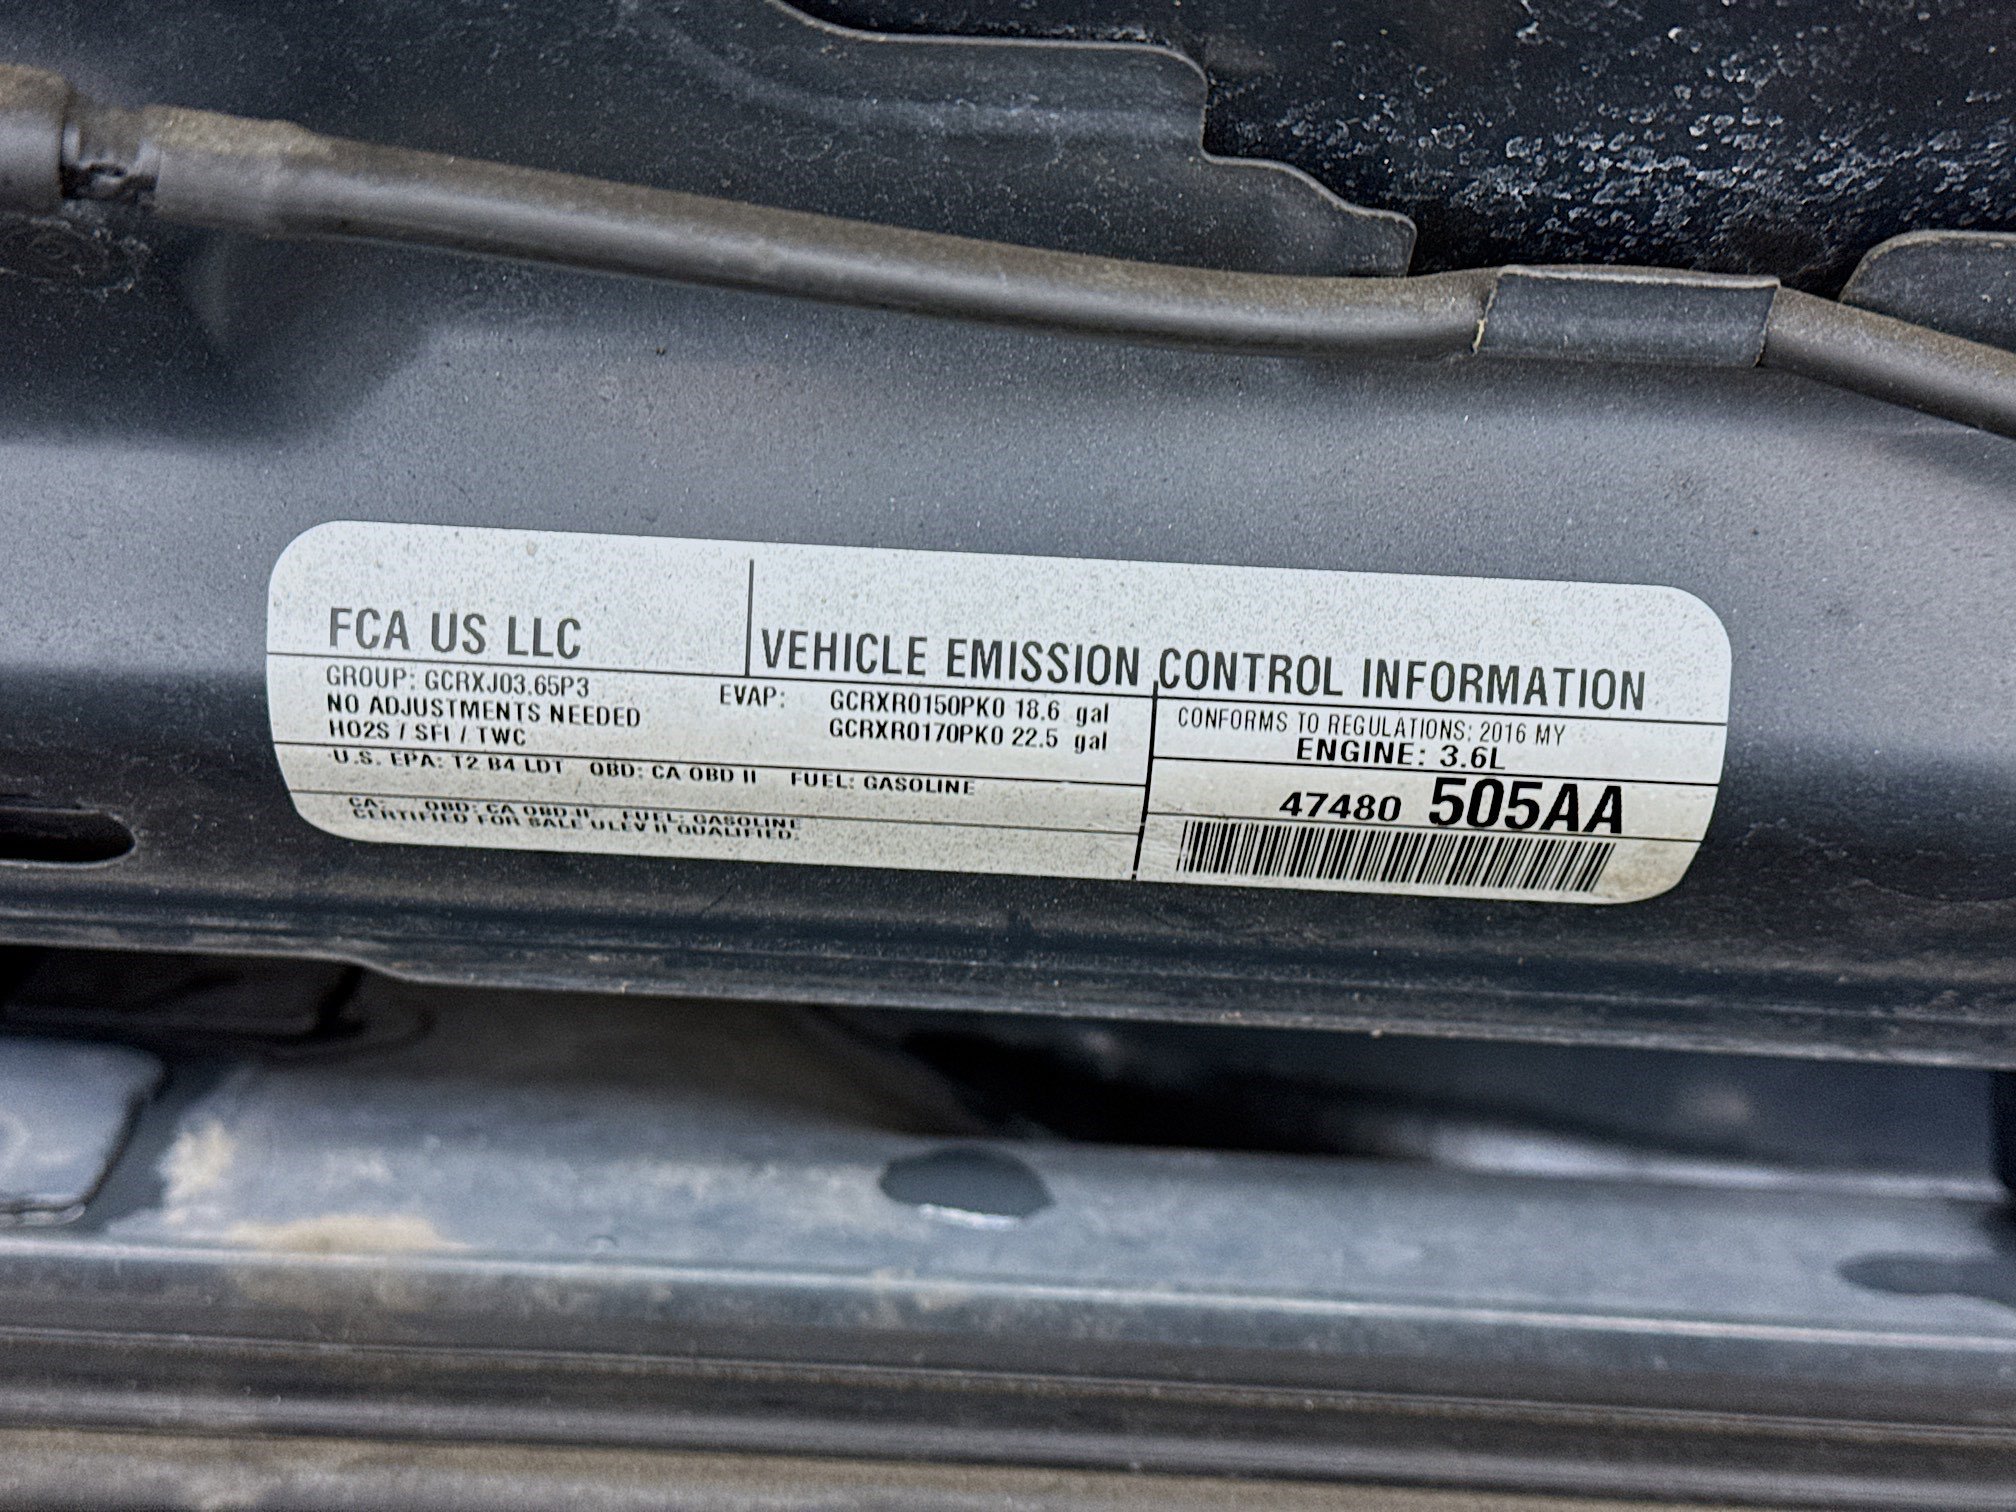 FCA US LLC
VEHICLE EMISSION CONTROL INFORMATION
GROUP: GCRXJ03.65P3
NO ADJUSTMENTS NEEDED
HO2S / SFI / TWC
EVAP: GCRXR0150PK0 18.6 gal
GCRXR0170PK0 22.5 gal
CONFORMS TO REGULATIONS: 2016 MY
ENGINE: 3.6L
U.S. EPA: T2 B4 LDT OBD: CA OBD II FUEL: GASOLINE
CA: OBD: CA OBD II FUEL: GASOLINE
CERTIFIED FOR SALE ULEV II QUALIFIED.
47480 505AA